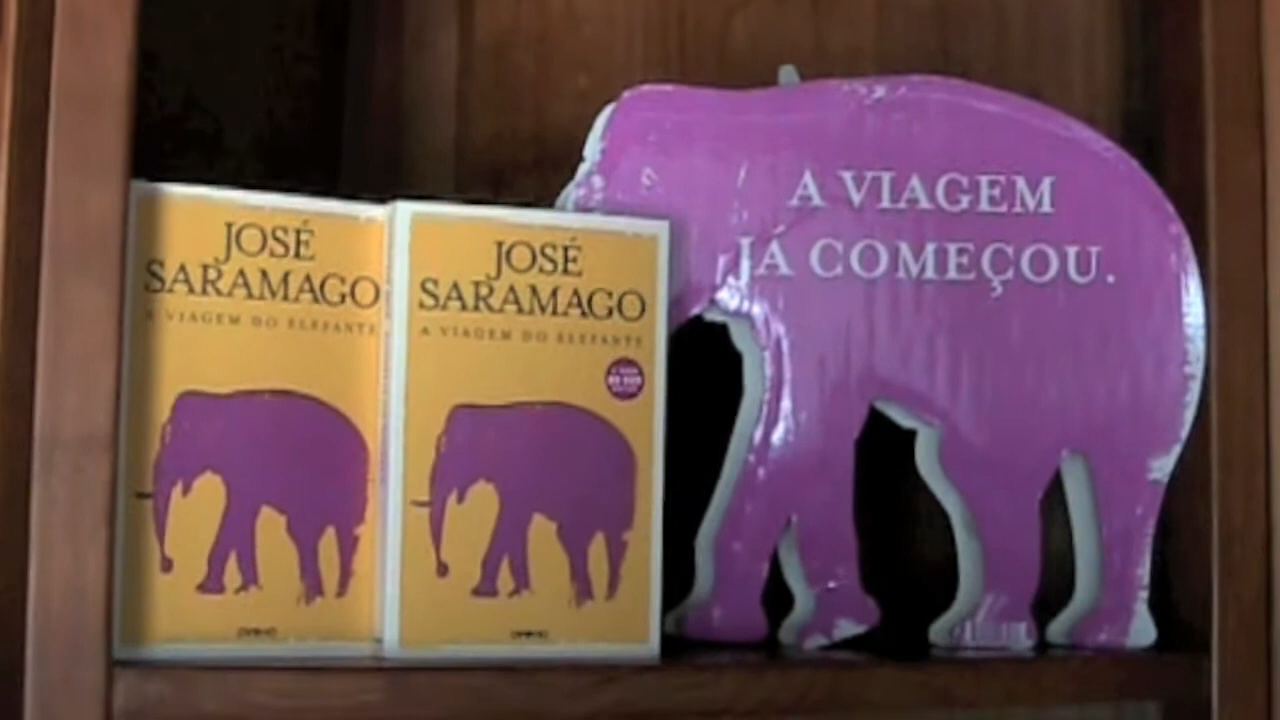 JOSÉ
SARAMAGO
A VIAGEM DO ELEFANTE
JOSÉ
SARAMAGO
A VIAGEM DO ELEFANTE
A VIAGEM
JÁ COMEÇOU.